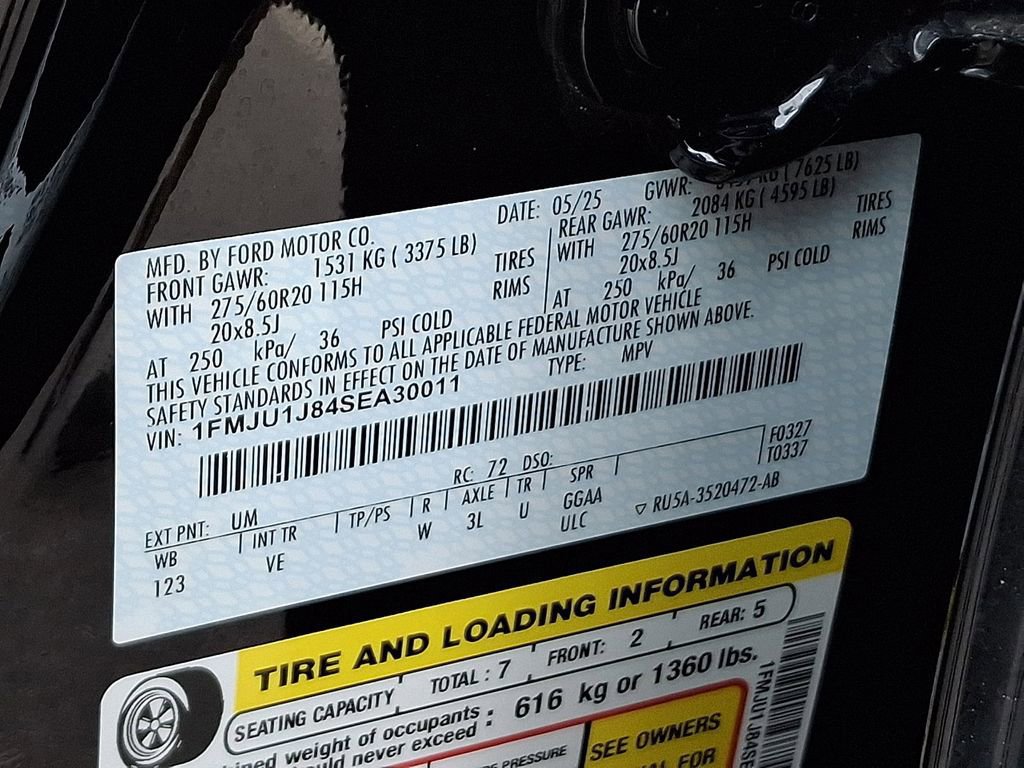 MFD. BY FORD MOTOR CO.
DATE: 05/25 GVWR: KG ( 7625 LB)
FRONT GAWR: 1531 KG ( 3375 LB)
REAR GAWR: 2084 KG ( 4595 LB)
WITH 275/60R20 115H TIRES
WITH 275/60R20 115H TIRES
20x8.5J RIMS
20x8.5J RIMS
AT 250 kPa/ 36 PSI COLD
AT 250 kPa/ 36 PSI COLD
THIS VEHICLE CONFORMS TO ALL APPLICABLE FEDERAL MOTOR VEHICLE
SAFETY STANDARDS IN EFFECT ON THE DATE OF MANUFACTURE SHOWN ABOVE.
VIN: 1FMJU1J84SEA30011 TYPE: MPV
F0327
T0337
EXT PNT: UM RC: 72 DSO:
WB INT TR TP/PS R AXLE TR SPR
123 VE W 3L U GGAA
ULC
RU5A-3520472-AB
TIRE AND LOADING INFORMATION
SEATING CAPACITY TOTAL : 7 FRONT: 2 REAR: 5
weight of occupants : 616 kg or 1360 lbs.
never exceed
PRESSURE
SEE OWNERS
FOR
1FMJU1J84SE